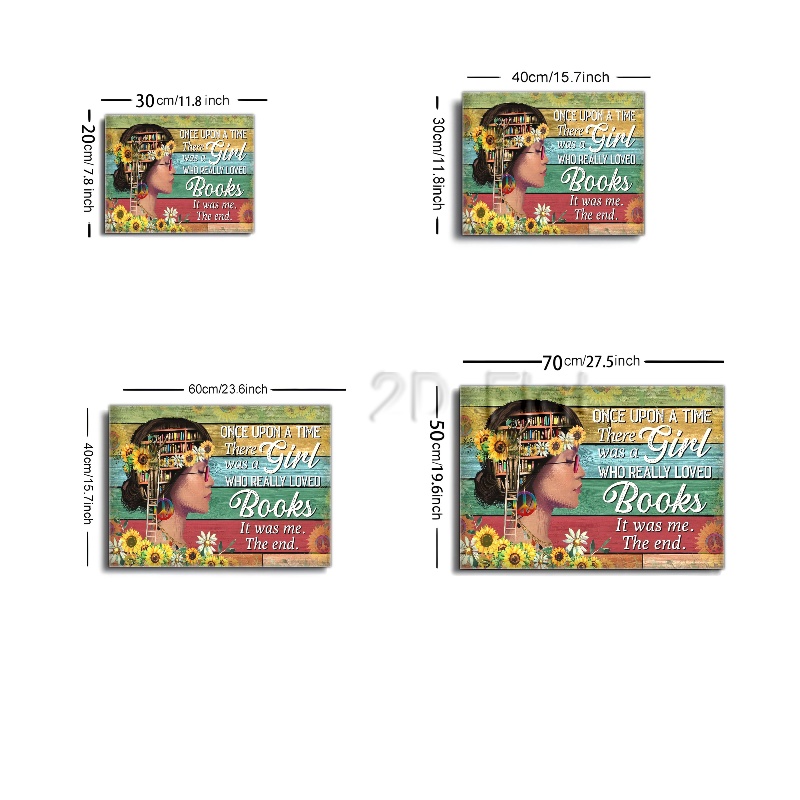 30cm/11.8 inch
20cm/ 7.8 inch
ONCE UPON A TIME
There
was a Girl
WHO REALLY LOVED
Books
It was me.
The end.
40cm/15.7inch
30cm/11.8inch
ONCE UPON A TIME
There
was a Girl
WHO REALLY LOVED
Books
It was me.
The end.
60cm/23.6inch
40cm/15.7inch
ONCE UPON A TIME
There
was a Girl
WHO REALLY LOVED
Books
It was me.
The end.
70cm/27.5inch
50cm/19.6inch
ONCE UPON A TIME
There
was a Girl
WHO REALLY LOVED
Books
It was me.
The end.